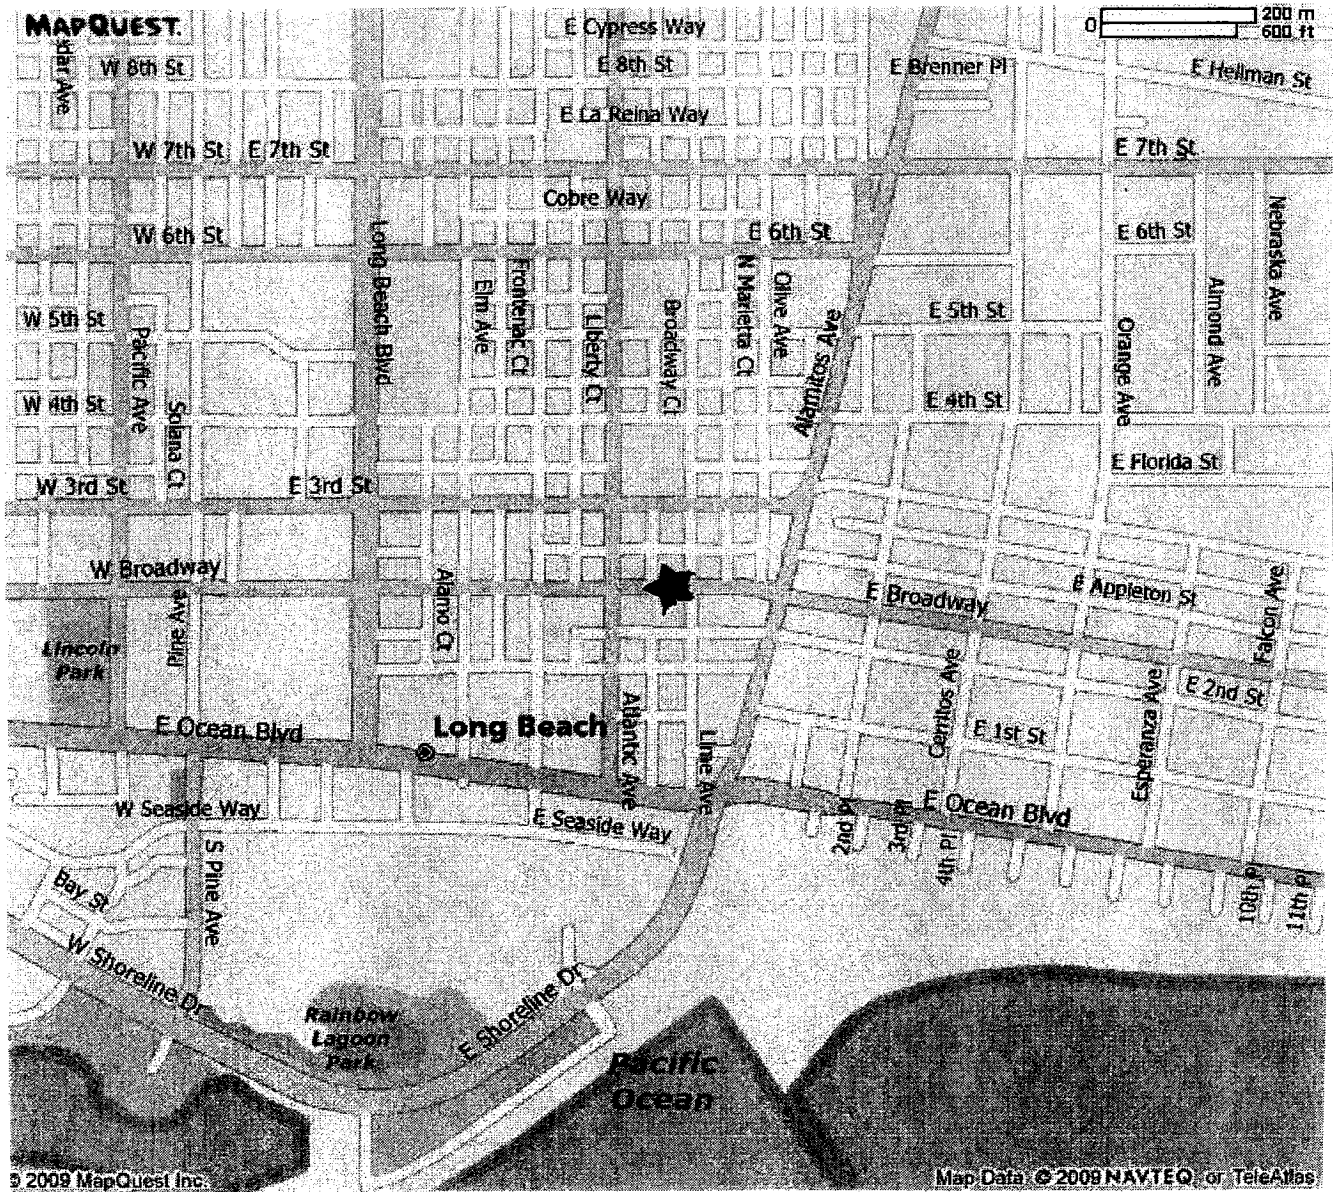 MAPQUEST.
0 200 m
600 ft
E Cypress Way
W 8th St
E 8th St
E Brenner Pl
E Hellman St
E La Reina Way
W 7th St
E 7th St
E 7th St
Cobre Way
W 6th St
E 6th St
E 6th St
Nebraska Ave
Long Beach Blvd
Elm Ave
Frontenac Ct
Liberty Ct
Broadway Ct
N Marietta Ct
Olive Ave
Alamitos Ave
W 5th St
E 5th St
Orange Ave
Almond Ave
Pacific Ave
Solana Ct
W 4th St
E 4th St
E Florida St
W 3rd St
E 3rd St
W Broadway
Pine Ave
Alamo Ct
E Broadway
E Appleton St
Falcon Ave
Lincoln
Park
E 2nd St
Cerritos Ave
Esperanza Ave
E 1st St
E Ocean Blvd
Long Beach
Atlantic Ave
Lime Ave
W Seaside Way
E Seaside Way
E Ocean Blvd
2nd Pl
3rd Pl
4th Pl
10th Pl
11th Pl
S Pine Ave
Bay St
W Shoreline Dr
E Shoreline Dr
Rainbow
Lagoon
Park
Pacific
Ocean
© 2009 MapQuest Inc.
Map Data © 2009 NAVTEQ or TeleAtlas